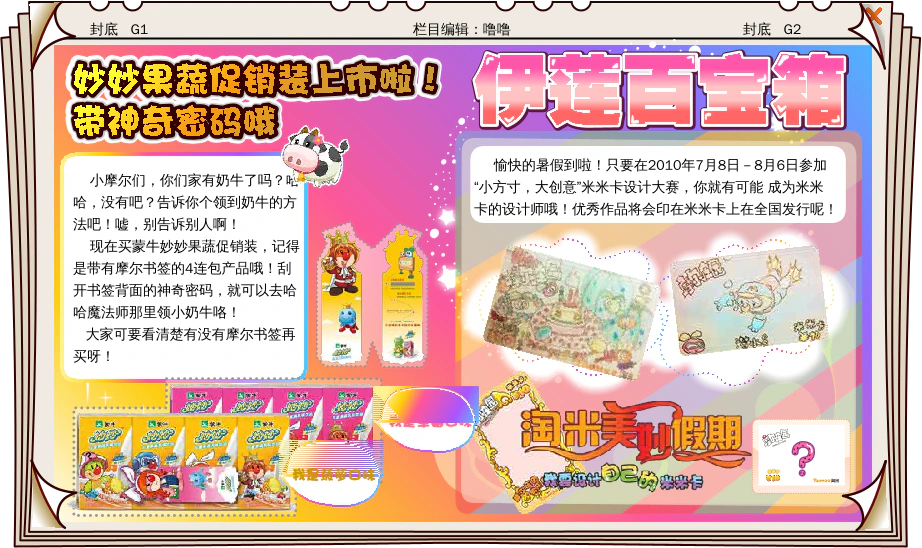 封底 G1
栏目编辑：噜噜
封底 G2
妙妙果蔬促销装上市啦！
带神奇密码哦
小摩尔们，你们家有奶牛了吗？哈
哈，没有吧？告诉你个领到奶牛的方
法吧！嘘，别告诉别人啊！
现在买蒙牛妙妙果蔬促销装，记得
是带有摩尔书签的4连包产品哦！刮
开书签背面的神奇密码，就可以去哈
哈魔法师那里领小奶牛咯！
大家可要看清楚有没有摩尔书签再
买呀！
我是果蔬口味
伊莲百宝箱
愉快的暑假到啦！只要在2010年7月8日－8月6日参加
“小方寸，大创意”米米卡设计大赛，你就有可能 成为米米
卡的设计师哦！优秀作品将会印在米米卡上在全国发行呢！
米米卡
淘米美妙假期
我要设计自己的米米卡
?